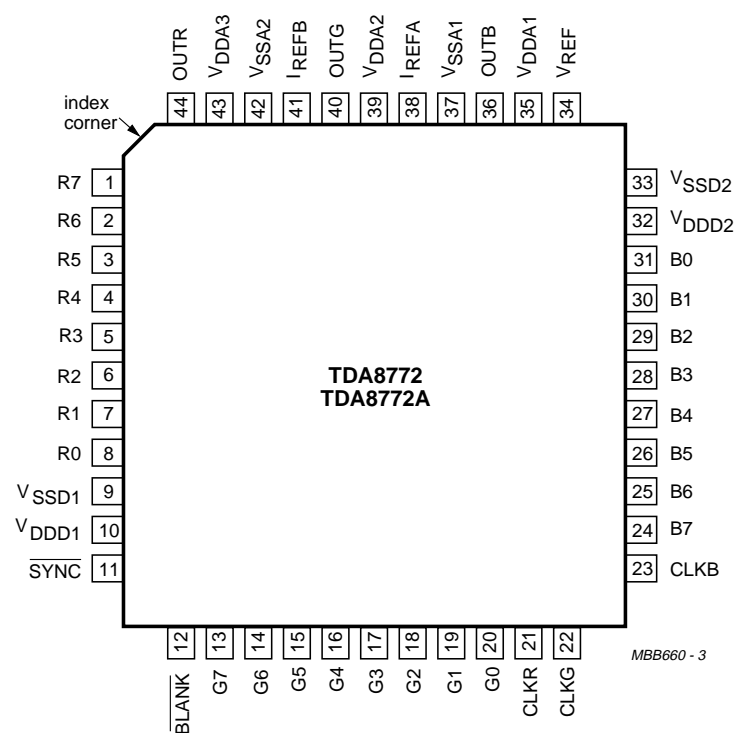 OUTR VDDA3 VSSA2 IREFB OUTG VDDA2 IREFA VSSA1 OUTB VDDA1 VREF
44 43 42 41 40 39 38 37 36 35 34
index
corner
R7 1
R6 2
R5 3
R4 4
R3 5
R2 6
R1 7
R0 8
VSSD1 9
VDDD1 10
SYNC 11
TDA8772
TDA8772A
33 VSSD2
32 VDDD2
31 B0
30 B1
29 B2
28 B3
27 B4
26 B5
25 B6
24 B7
23 CLKB
12 13 14 15 16 17 18 19 20 21 22
BLANK G7 G6 G5 G4 G3 G2 G1 G0 CLKR CLKG
MBB660 - 3